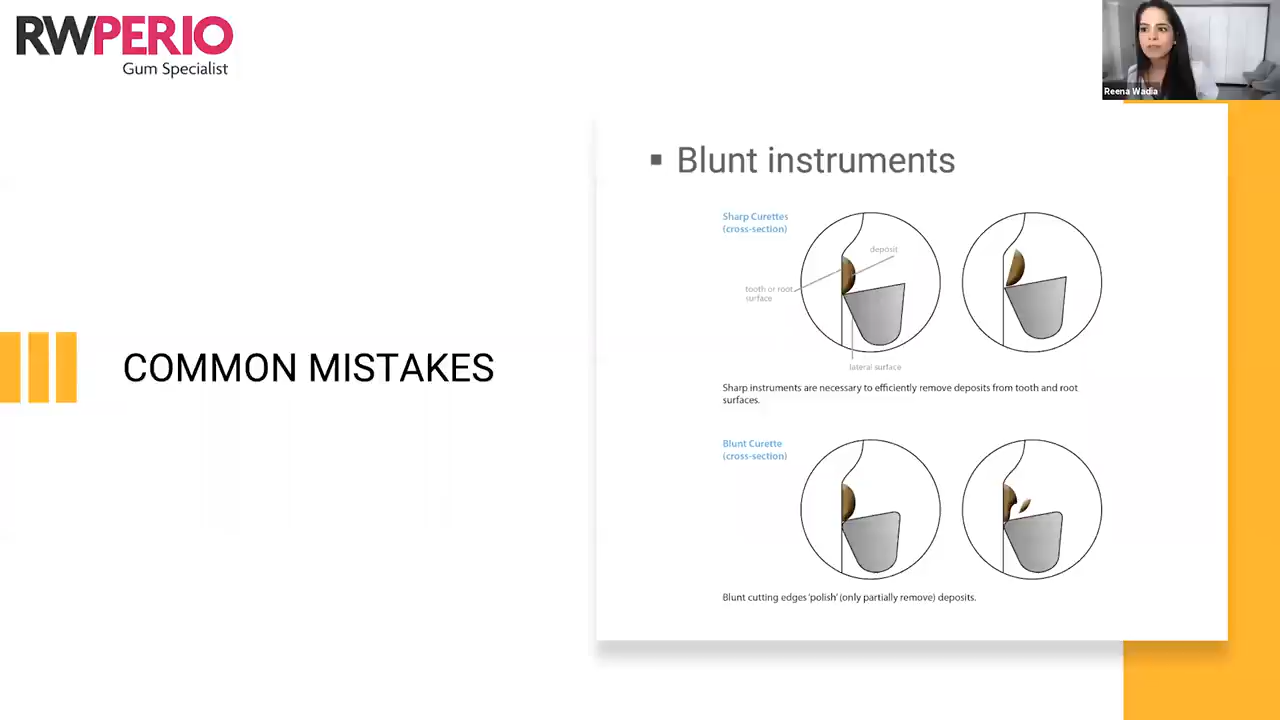 RWPERIO
Gum Specialist
Reena Wadia
COMMON MISTAKES
▪ Blunt instruments
Sharp Curettes
(cross-section)
deposit
tooth or root
surface
lateral surface
Sharp instruments are necessary to efficiently remove deposits from tooth and root
surfaces.
Blunt Curette
(cross-section)
Blunt cutting edges ‘polish’ (only partially remove) deposits.